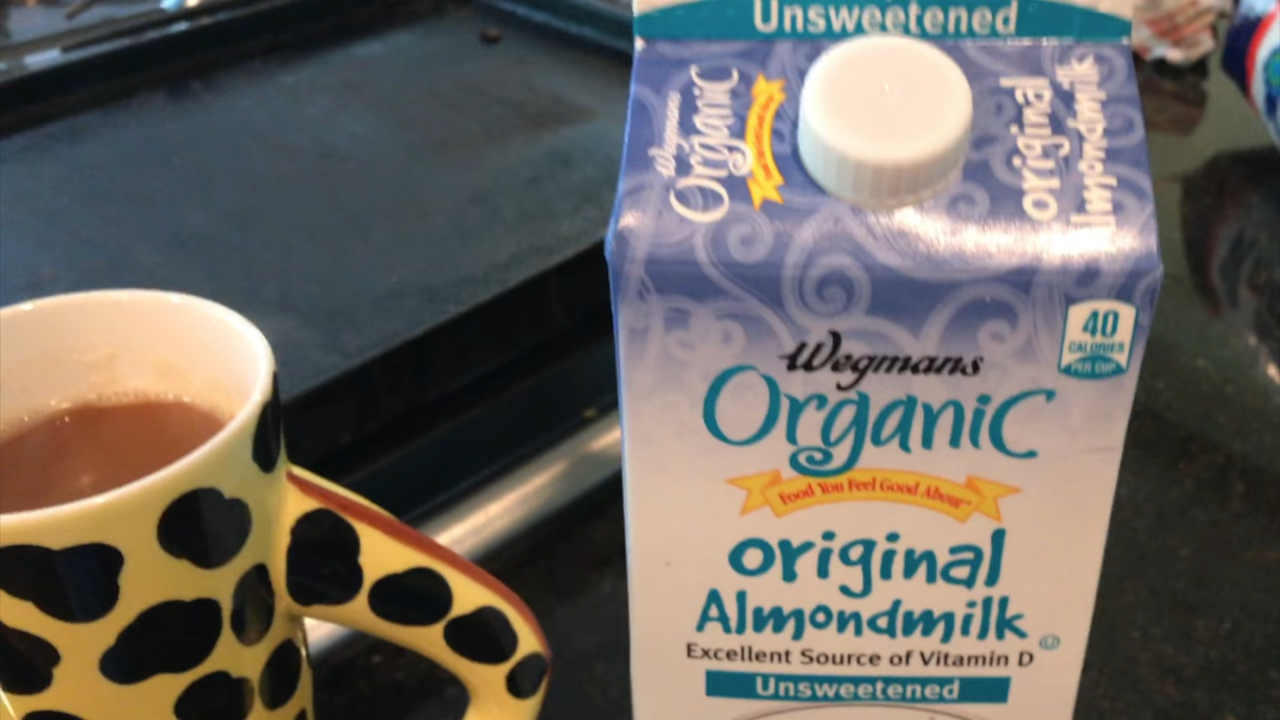 Unsweetened
Wegmans
Organic
original
Almondmilk
40
CALORIES
PER CUP
Wegmans
Organic
Food You Feel Good About
original
Almondmilk
Excellent Source of Vitamin D
Unsweetened